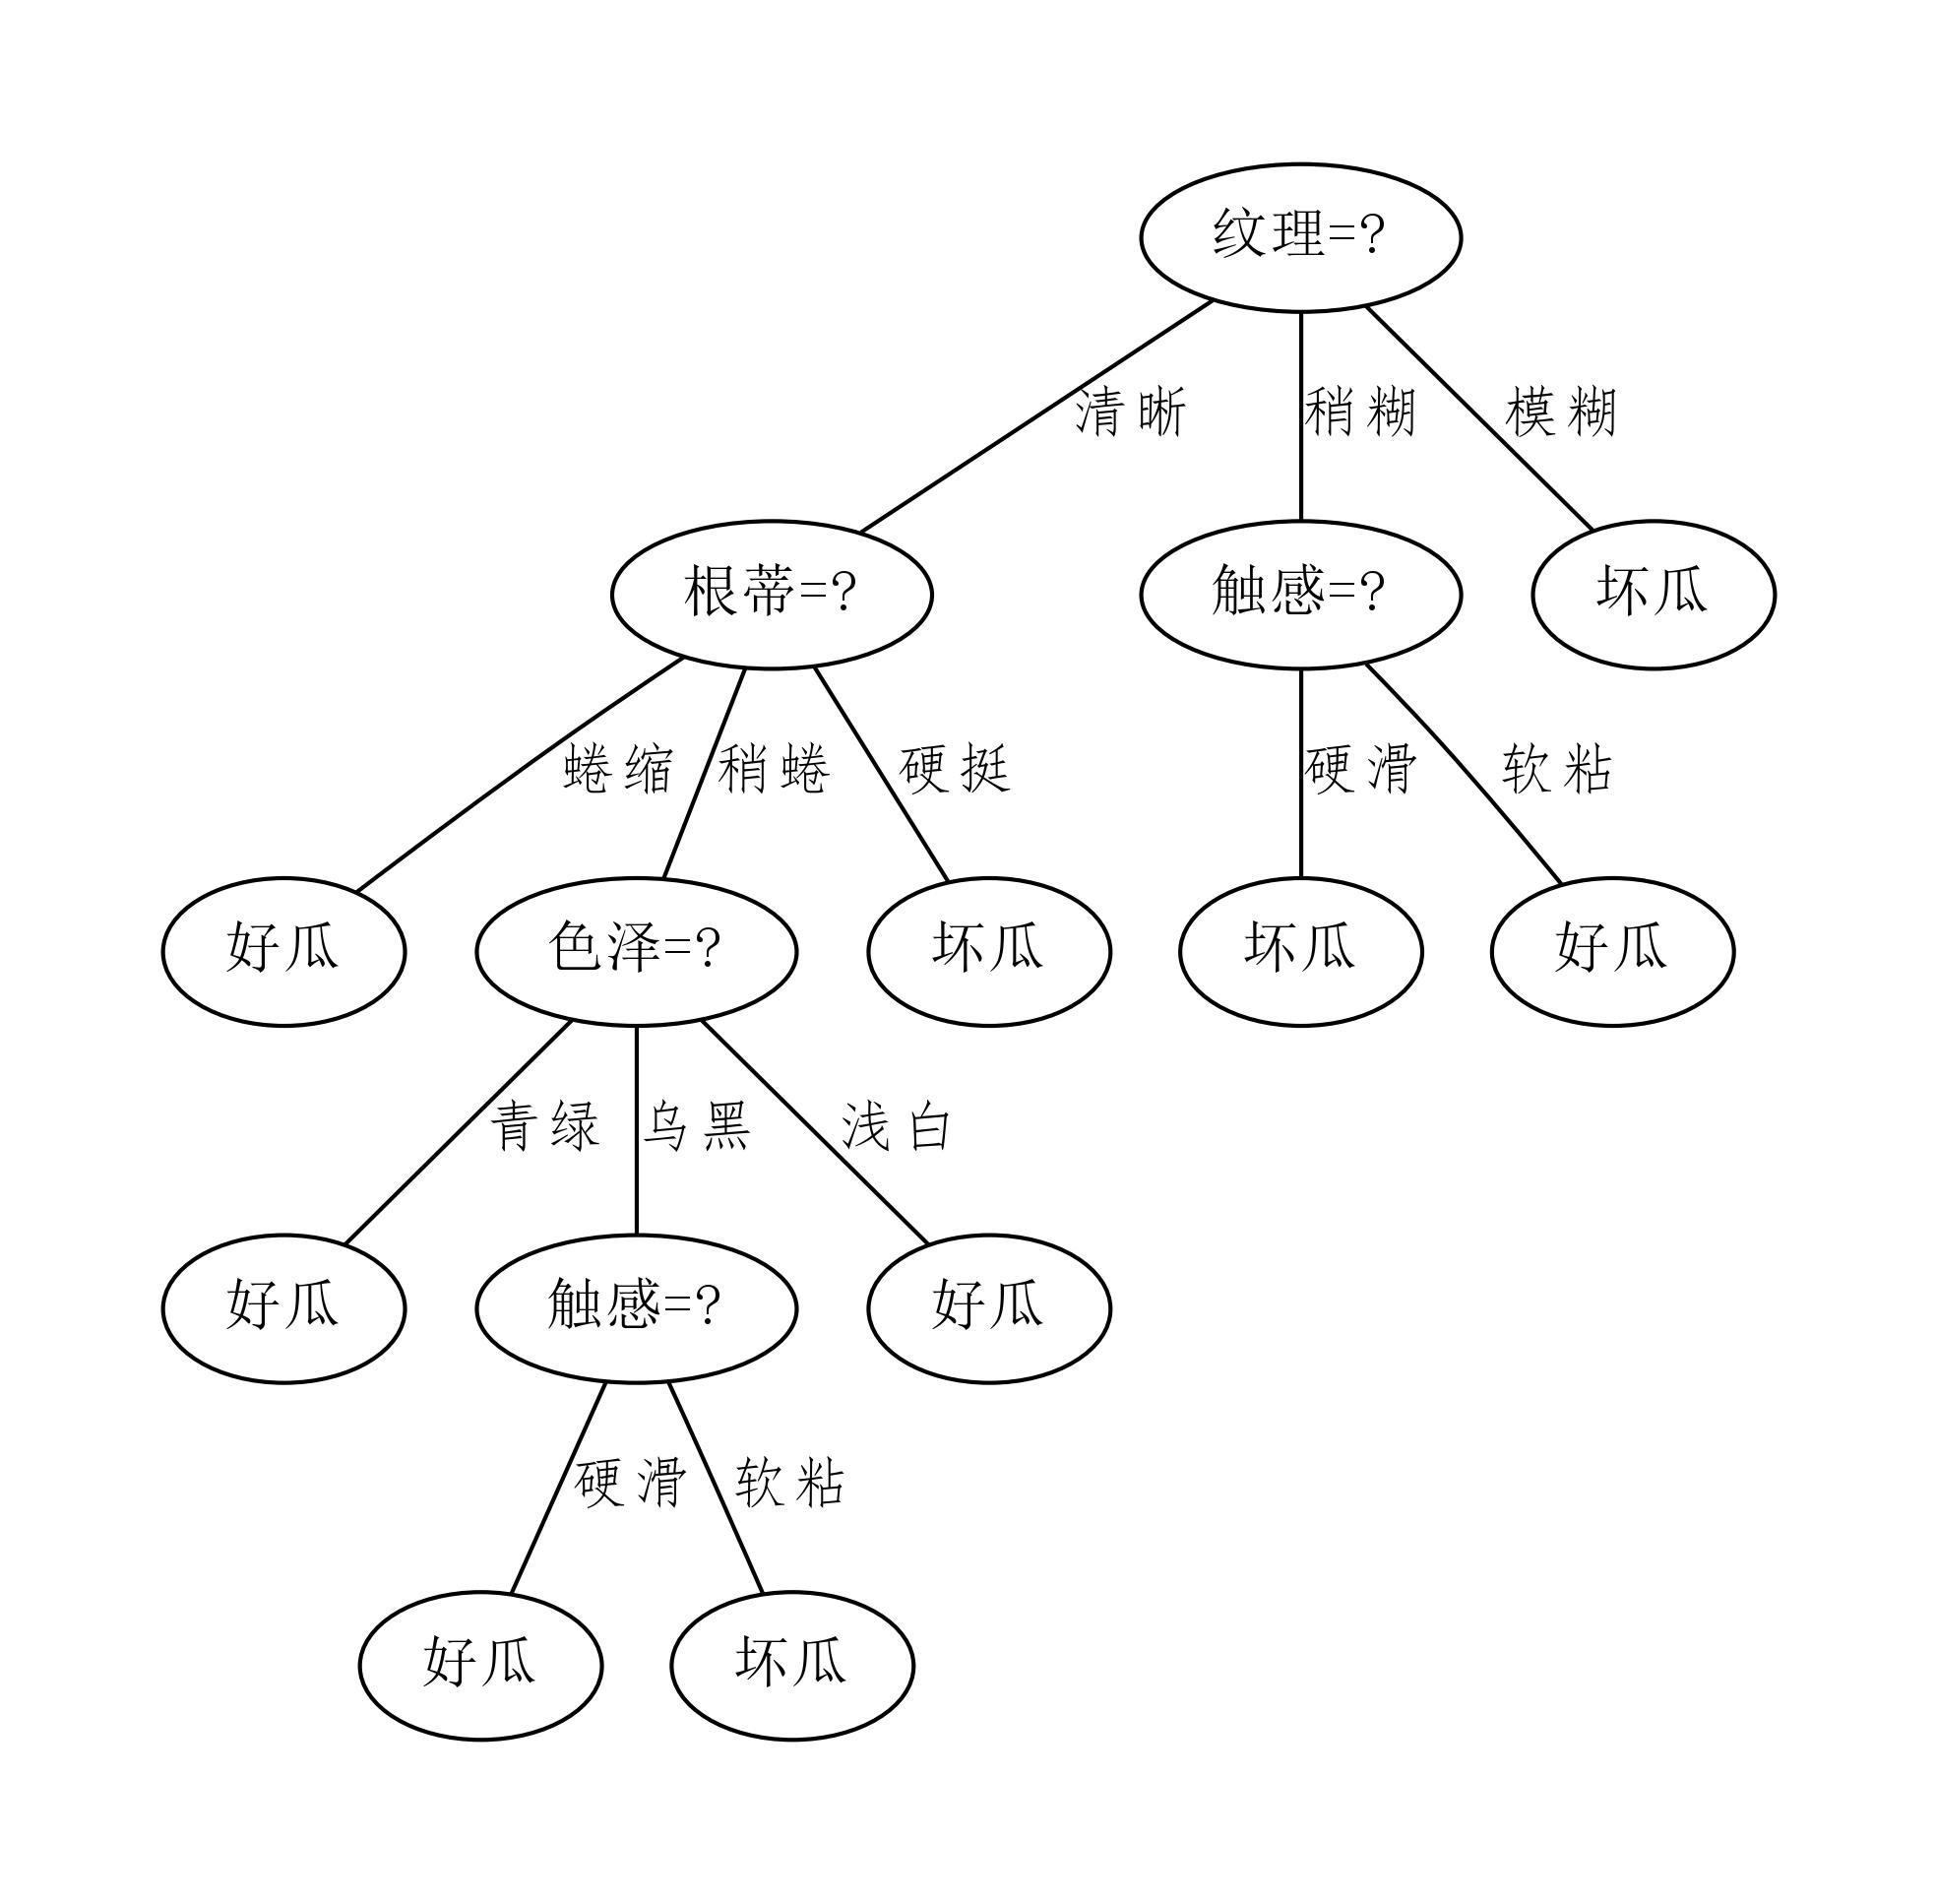 纹理=?
清晰 稍糊 模糊
根蒂=? 触感=? 坏瓜
蜷缩 稍蜷 硬挺 硬滑 软粘
好瓜 色泽=? 坏瓜 坏瓜 好瓜
青绿 乌黑 浅白
好瓜 触感=? 好瓜
硬滑 软粘
好瓜 坏瓜